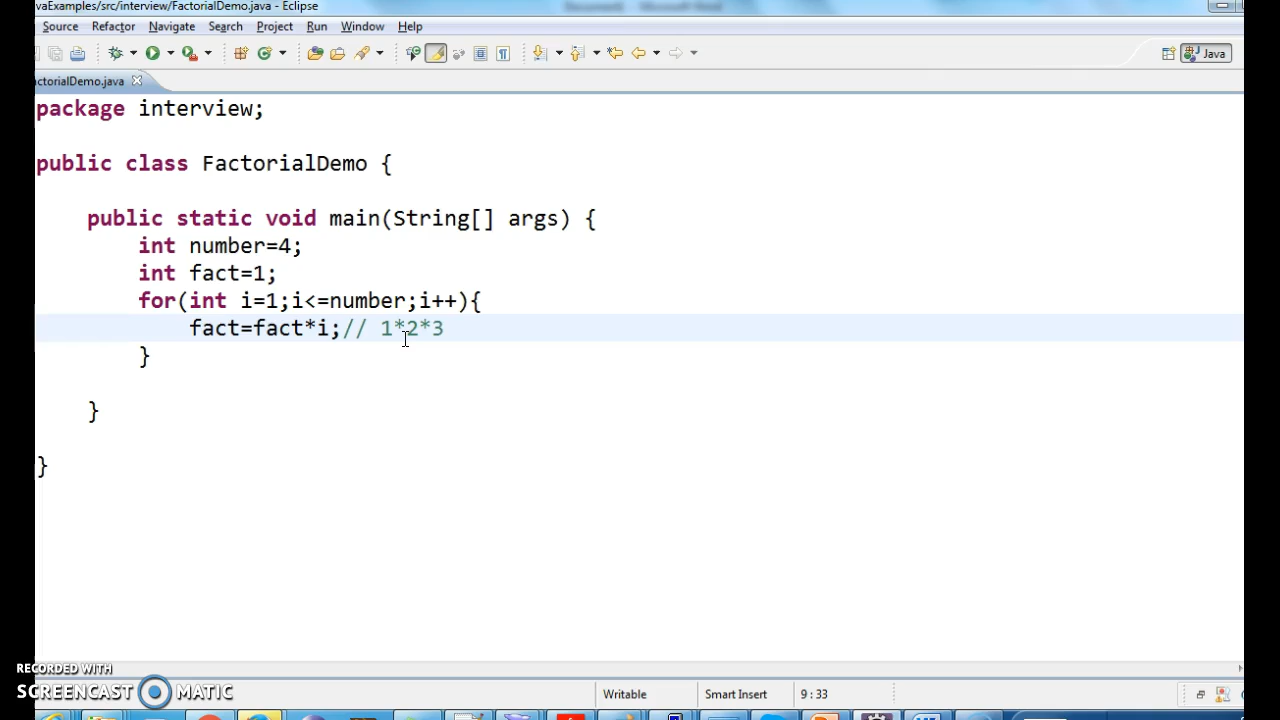 vaExamples/src/interview/FactorialDemo.java - Eclipse
Source Refactor Navigate Search Project Run Window Help
Java
actorialDemo.java
package interview;
public class FactorialDemo {
public static void main(String[] args) {
int number=4;
int fact=1;
for(int i=1;i<=number;i++){
fact=fact*i;// 1*2*3
}
}
}
RECORDED WITH
SCREENCAST MATIC
Writable Smart Insert 9 : 33